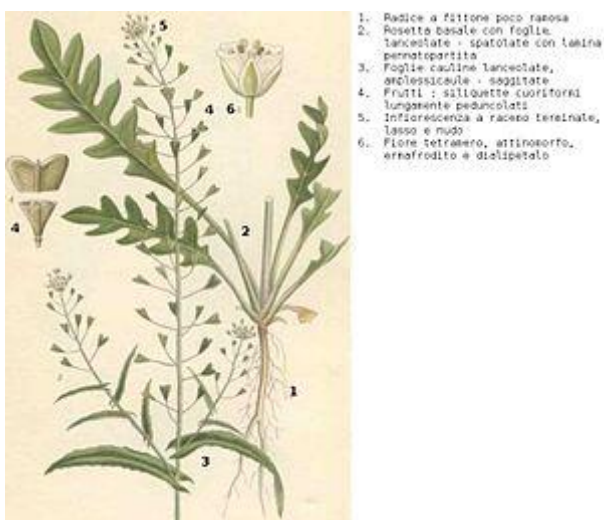 1. Radice a fittone poco ramosa
2. Rosetta basale con foglie
lanceolate - spatolate con lamina
pennatopartita
3. Foglie cauline lanceolate,
amplessicaule - saggitate
4. Frutti : siliquette cuoriformi
lungamente peduncolati
5. Infiorescenza a racemo terminale,
lasso e nudo
6. Fiore tetramero, attinomorfo,
ermafrodito e dialipetalo
5
4
6
2
4
1
3